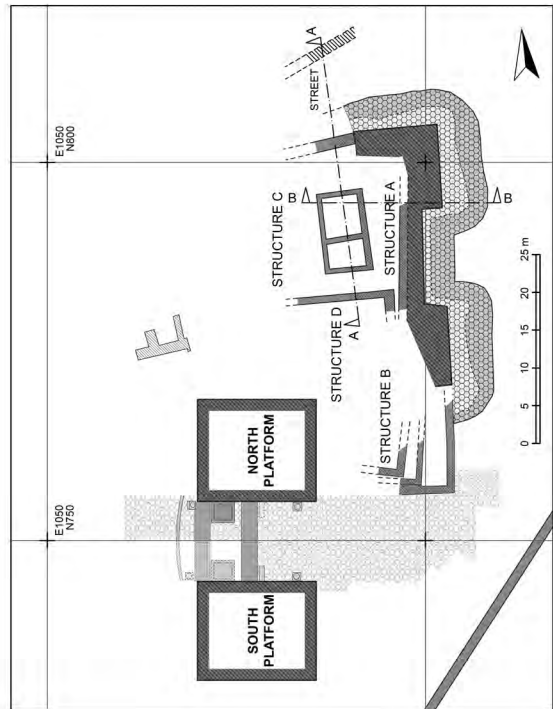 A
STREET
E1050
N800
B
B
STRUCTURE C
STRUCTURE A
STRUCTURE D
A
STRUCTURE B
NORTH
PLATFORM
E1050
N750
SOUTH
PLATFORM
0
5
10
15
20
25 m